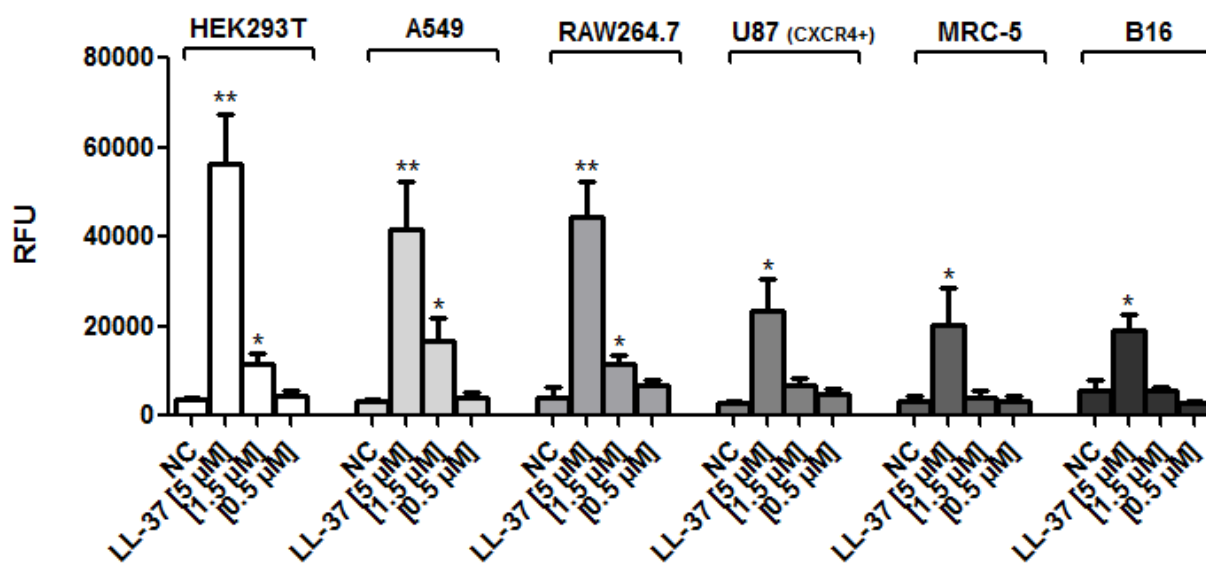 HEK293T A549 RAW264.7 U87 (CXCR4+) MRC-5 B16
80000
60000
40000
20000
0
RFU
** * ** * ** * * * *
NC LL-37 [5 µM] [1.5 µM] [0.5 µM] NC LL-37 [5 µM] [1.5 µM] [0.5 µM] NC LL-37 [5 µM] [1.5 µM] [0.5 µM] NC LL-37 [5 µM] [1.5 µM] [0.5 µM] NC LL-37 [5 µM] [1.5 µM] [0.5 µM] NC LL-37 [5 µM] [1.5 µM] [0.5 µM]